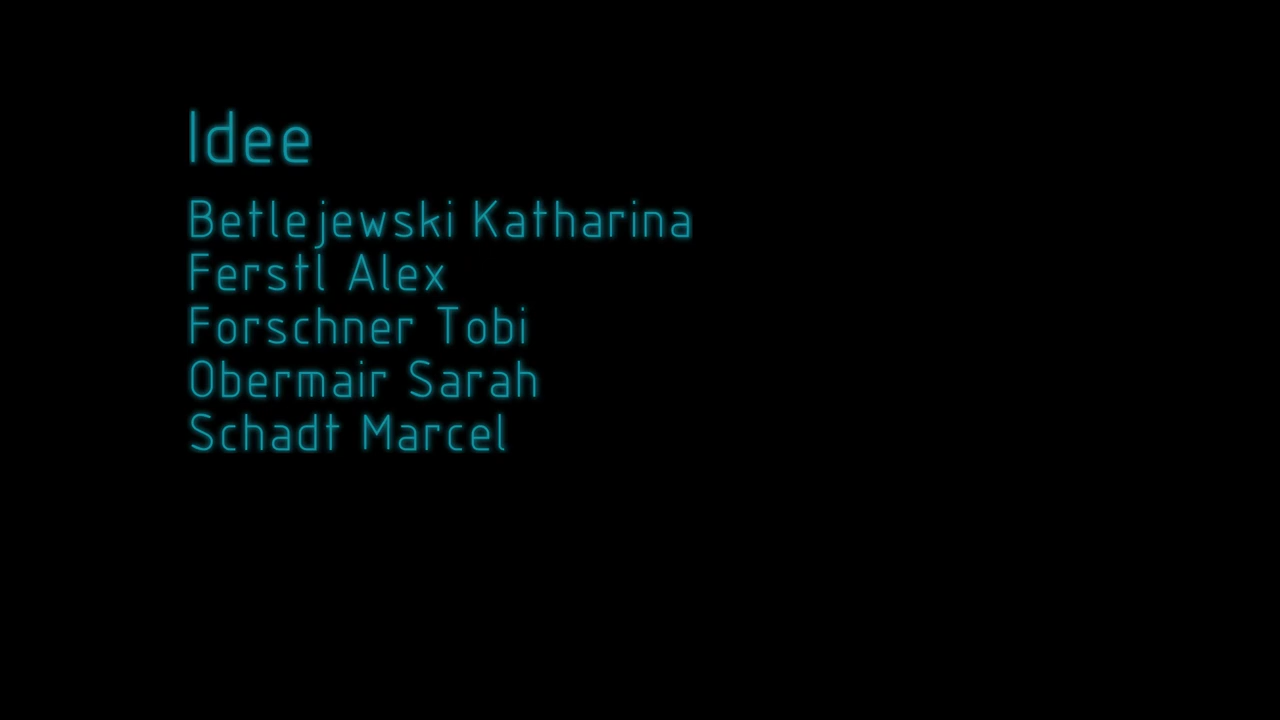 Idee
Betlejewski Katharina
Ferstl Alex
Forschner Tobi
Obermair Sarah
Schadt Marcel